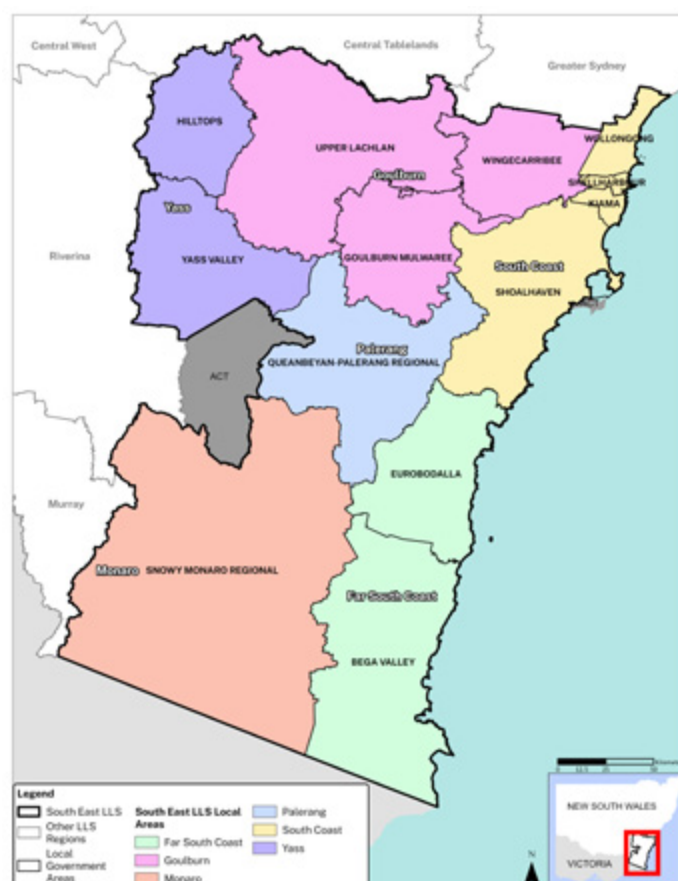 Central West
Central Tablelands
Greater Sydney
HILLTOPS
WOLLONGONG
UPPER LACHLAN
WINGECARRIBEE
Goulburn
SHELLHARBOUR
KIAMA
Yass
Riverina
YASS VALLEY
GOULBURN MULWAREE
South Coast
SHOALHAVEN
Palerang
QUEANBEYAN-PALERANG REGIONAL
ACT
EUROBODALLA
Murray
Monaro
SNOWY MONARO REGIONAL
Far South Coast
BEGA VALLEY
Legend
South East LLS
Other LLS
Regions
Local
Government
Areas
South East LLS Local
Areas
Far South Coast
Goulburn
Monaro
Palerang
South Coast
Yass
N
NEW SOUTH WALES
VICTORIA